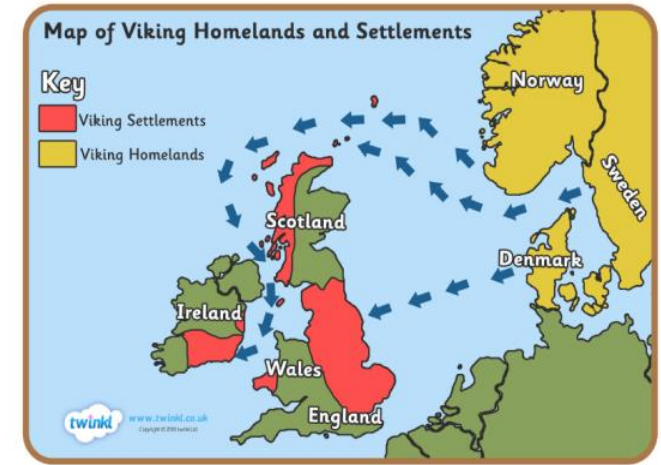 Map of Viking Homelands and Settlements
Key
Viking Settlements
Viking Homelands
Norway
Sweden
Scotland
Denmark
Ireland
Wales
England
twinkl
www.twinkl.co.uk